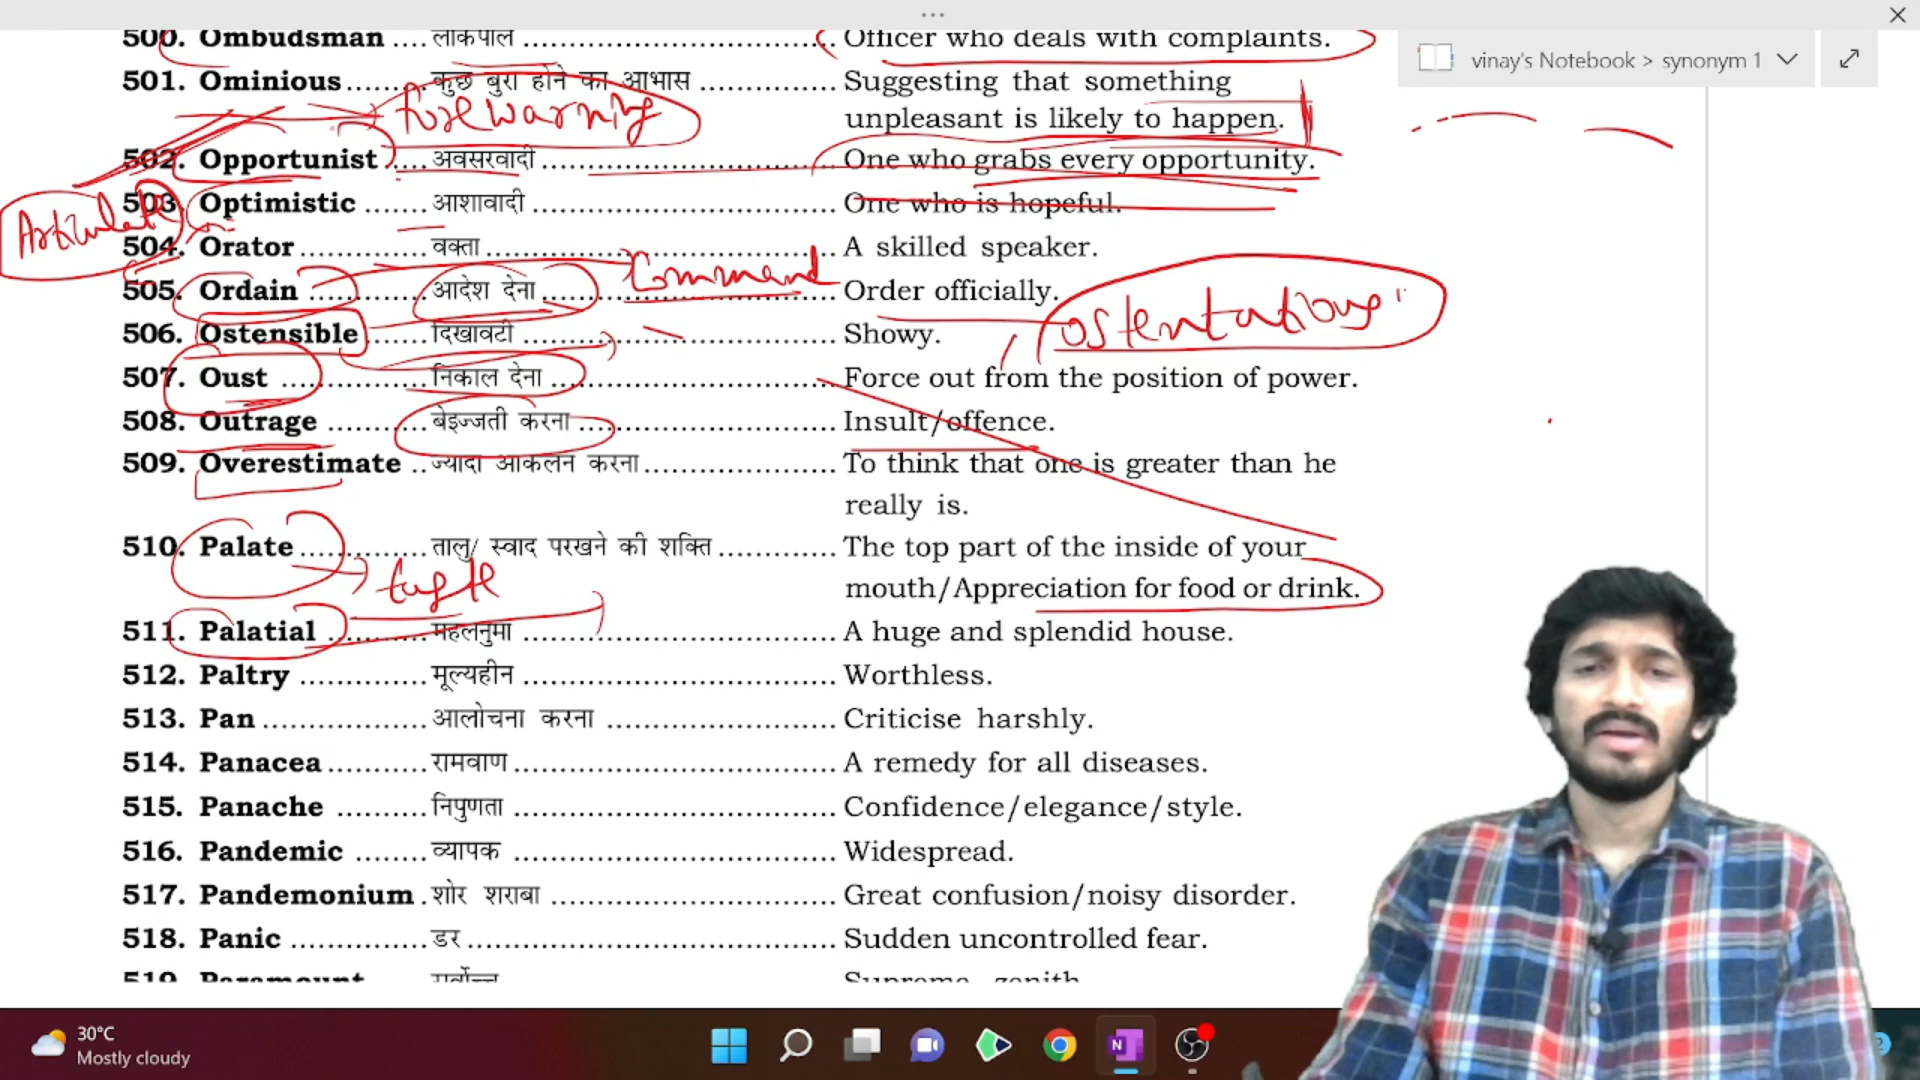 500. Ombudsman .... लोकपाल ........ Officer who deals with complaints.
vinay's Notebook > synonym 1
501. Ominious ........ कुछ बुरा होने का आभास ........ Suggesting that something
forewarning
unpleasant is likely to happen.
502. Opportunist ..... अवसरवादी ........ One who grabs every opportunity.
503. Optimistic ....... आशावादी ........ One who is hopeful.
Articulate
504. Orator ........ वक्ता ........ A skilled speaker.
Command
505. Ordain ........ आदेश देना ........ Order officially.
ostentatious
506. Ostensible ....... दिखावटी ........ Showy.
507. Oust ........ निकाल देना ........ Force out from the position of power.
508. Outrage ........ बेइज्जती करना ........ Insult/offence.
509. Overestimate .. ज्यादा आकलन करना ........ To think that one is greater than he
really is.
510. Palate ........ तालु/ स्वाद परखने की शक्ति ........ The top part of the inside of your
taste
mouth/Appreciation for food or drink.
511. Palatial ........ महलनुमा ........ A huge and splendid house.
512. Paltry ........ मूल्यहीन ........ Worthless.
513. Pan ........ आलोचना करना ........ Criticise harshly.
514. Panacea ........ रामवाण ........ A remedy for all diseases.
515. Panache ........ निपुणता ........ Confidence/elegance/style.
516. Pandemic ........ व्यापक ........ Widespread.
517. Pandemonium . शोर शराबा ........ Great confusion/noisy disorder.
518. Panic ........ डर ........ Sudden uncontrolled fear.
519. Paramount सर्वोच्च Supreme, zenith
30°C
Mostly cloudy